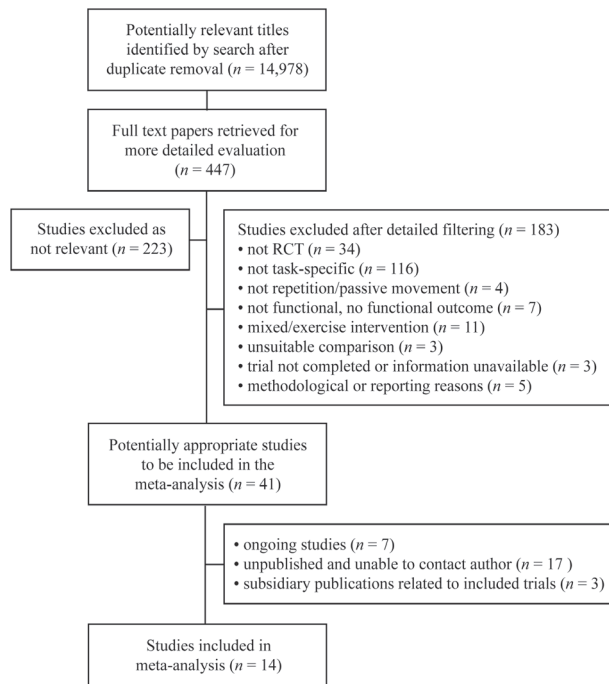 Potentially relevant titles
identified by search after
duplicate removal (n = 14,978)
Full text papers retrieved for
more detailed evaluation
(n = 447)
Studies excluded as
not relevant (n = 223)
Studies excluded after detailed filtering (n = 183)
• not RCT (n = 34)
• not task-specific (n = 116)
• not repetition/passive movement (n = 4)
• not functional, no functional outcome (n = 7)
• mixed/exercise intervention (n = 11)
• unsuitable comparison (n = 3)
• trial not completed or information unavailable (n = 3)
• methodological or reporting reasons (n = 5)
Potentially appropriate studies
to be included in the
meta-analysis (n = 41)
• ongoing studies (n = 7)
• unpublished and unable to contact author (n = 17 )
• subsidiary publications related to included trials (n = 3)
Studies included in
meta-analysis (n = 14)